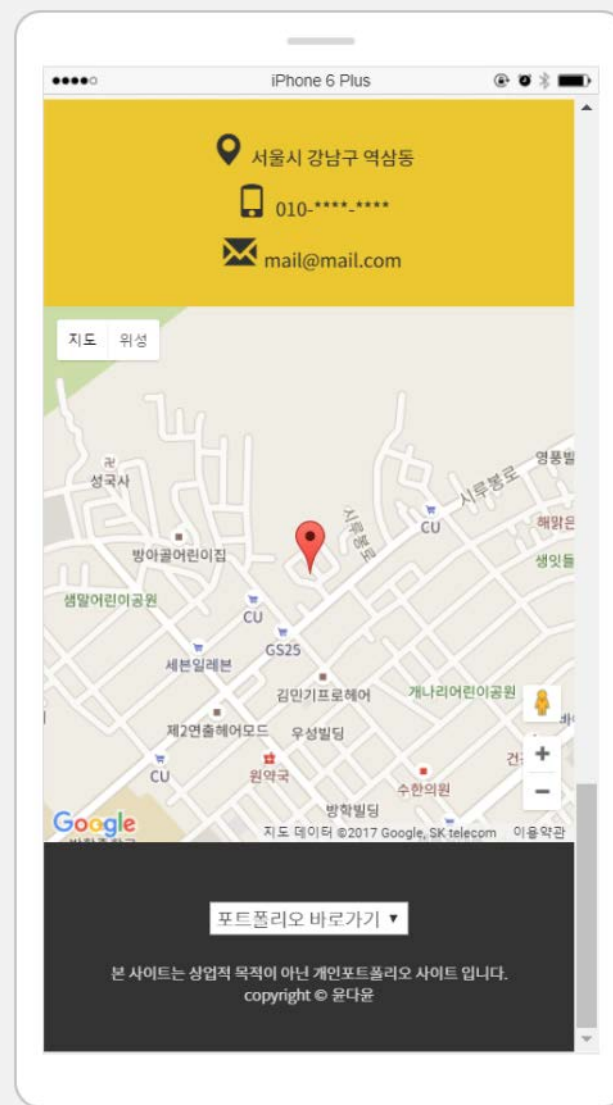 iPhone 6 Plus
서울시 강남구 역삼동
010-****-****
mail@mail.com
지도 위성
성국사
영풍빌
시루봉로
시루봉로
CU
해맑은
방아골어린이집
생잇들
샘말어린이공원
CU
GS25
세븐일레븐
김민기프로헤어
개나리어린이공원
제2연출헤어모드
우성빌딩
CU
원약국
수한의원
방학빌딩
Google
지도 데이터 ©2017 Google, SK telecom 이용약관
포트폴리오 바로가기 ▼
본 사이트는 상업적 목적이 아닌 개인포트폴리오 사이트 입니다.
copyright © 윤다윤